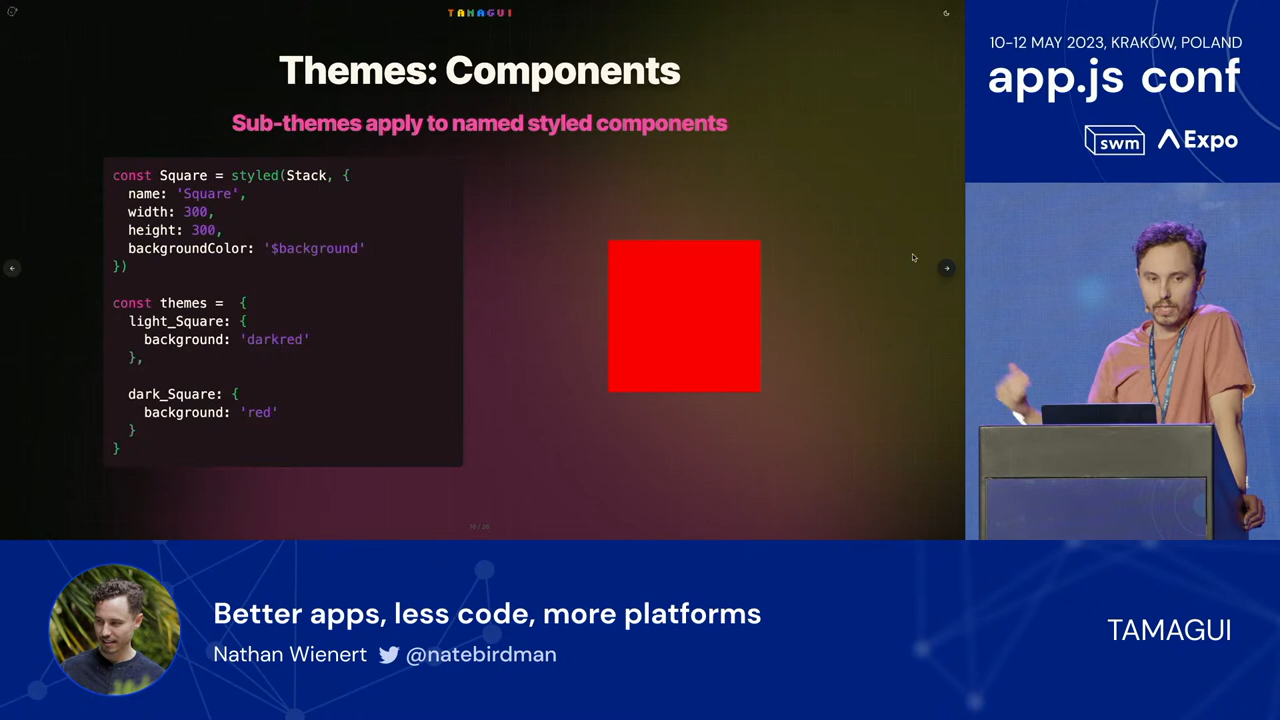 TAMAGUI
Themes: Components
Sub-themes apply to named styled components
const Square = styled(Stack, {
name: 'Square',
width: 300,
height: 300,
backgroundColor: '$background'
})
const themes = {
light_Square: {
background: 'darkred'
},
dark_Square: {
background: 'red'
}
}
10-12 MAY 2023, KRAKÓW, POLAND
app.js conf
swm
Expo
Better apps, less code, more platforms
Nathan Wienert @natebirdman
TAMAGUI